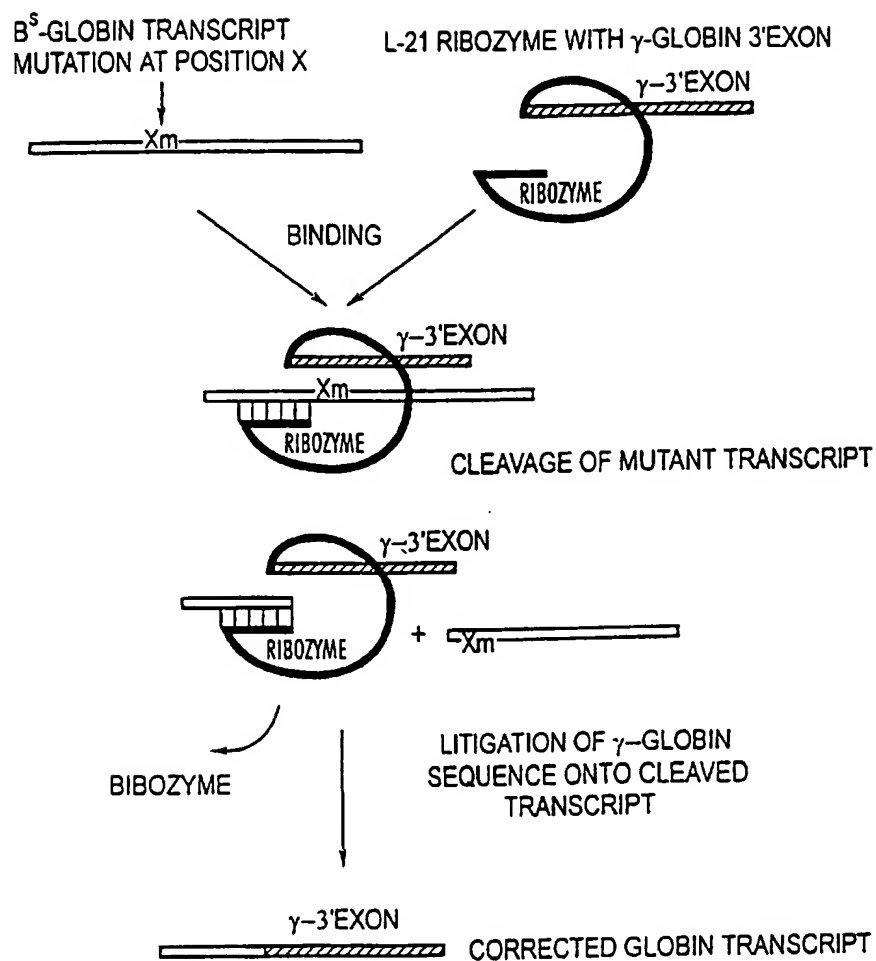 Bˢ-GLOBIN TRANSCRIPT
MUTATION AT POSITION X
L-21 RIBOZYME WITH γ-GLOBIN 3'EXON
γ-3'EXON
Xm
RIBOZYME
BINDING
γ-3'EXON
Xm
RIBOZYME
CLEAVAGE OF MUTANT TRANSCRIPT
γ-3'EXON
RIBOZYME
+
Xm
BIBOZYME
LITIGATION OF γ-GLOBIN
SEQUENCE ONTO CLEAVED
TRANSCRIPT
γ-3'EXON
CORRECTED GLOBIN TRANSCRIPT